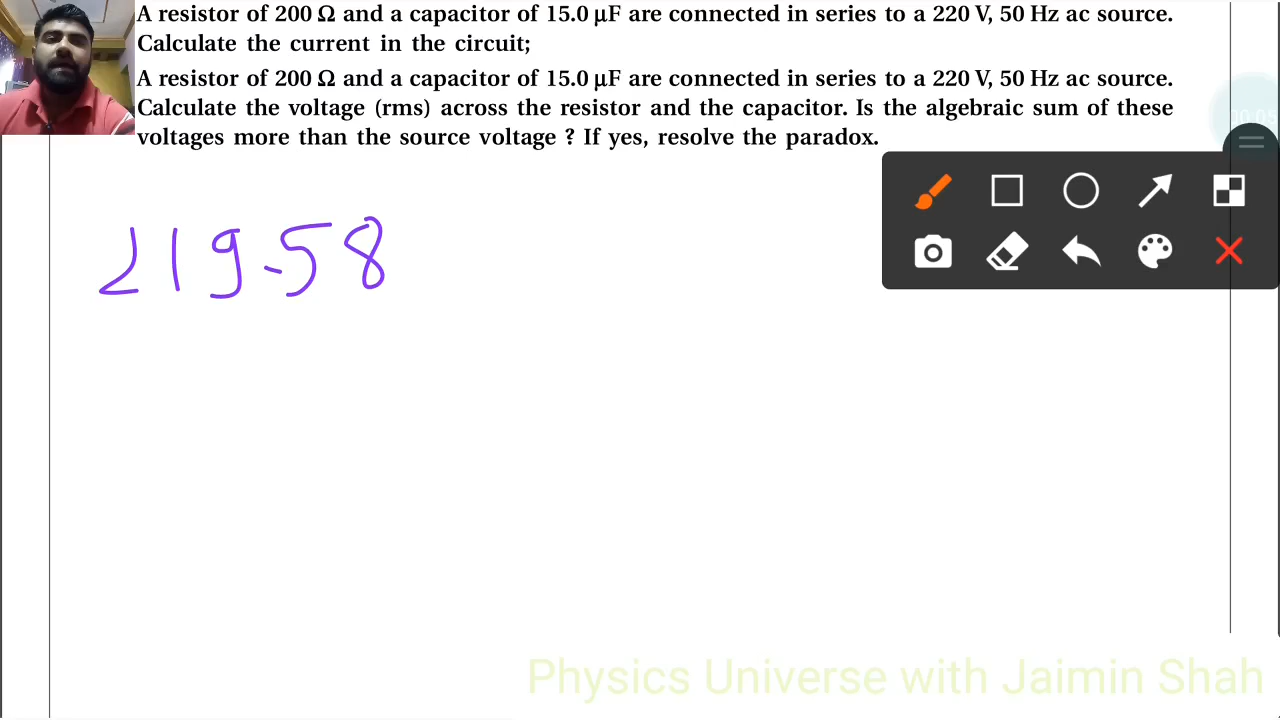 A resistor of 200 Ω and a capacitor of 15.0 μF are connected in series to a 220 V, 50 Hz ac source.
Calculate the current in the circuit;
A resistor of 200 Ω and a capacitor of 15.0 μF are connected in series to a 220 V, 50 Hz ac source.
Calculate the voltage (rms) across the resistor and the capacitor. Is the algebraic sum of these
voltages more than the source voltage ? If yes, resolve the paradox.
00:05
219.58
Physics Universe with Jaimin Shah